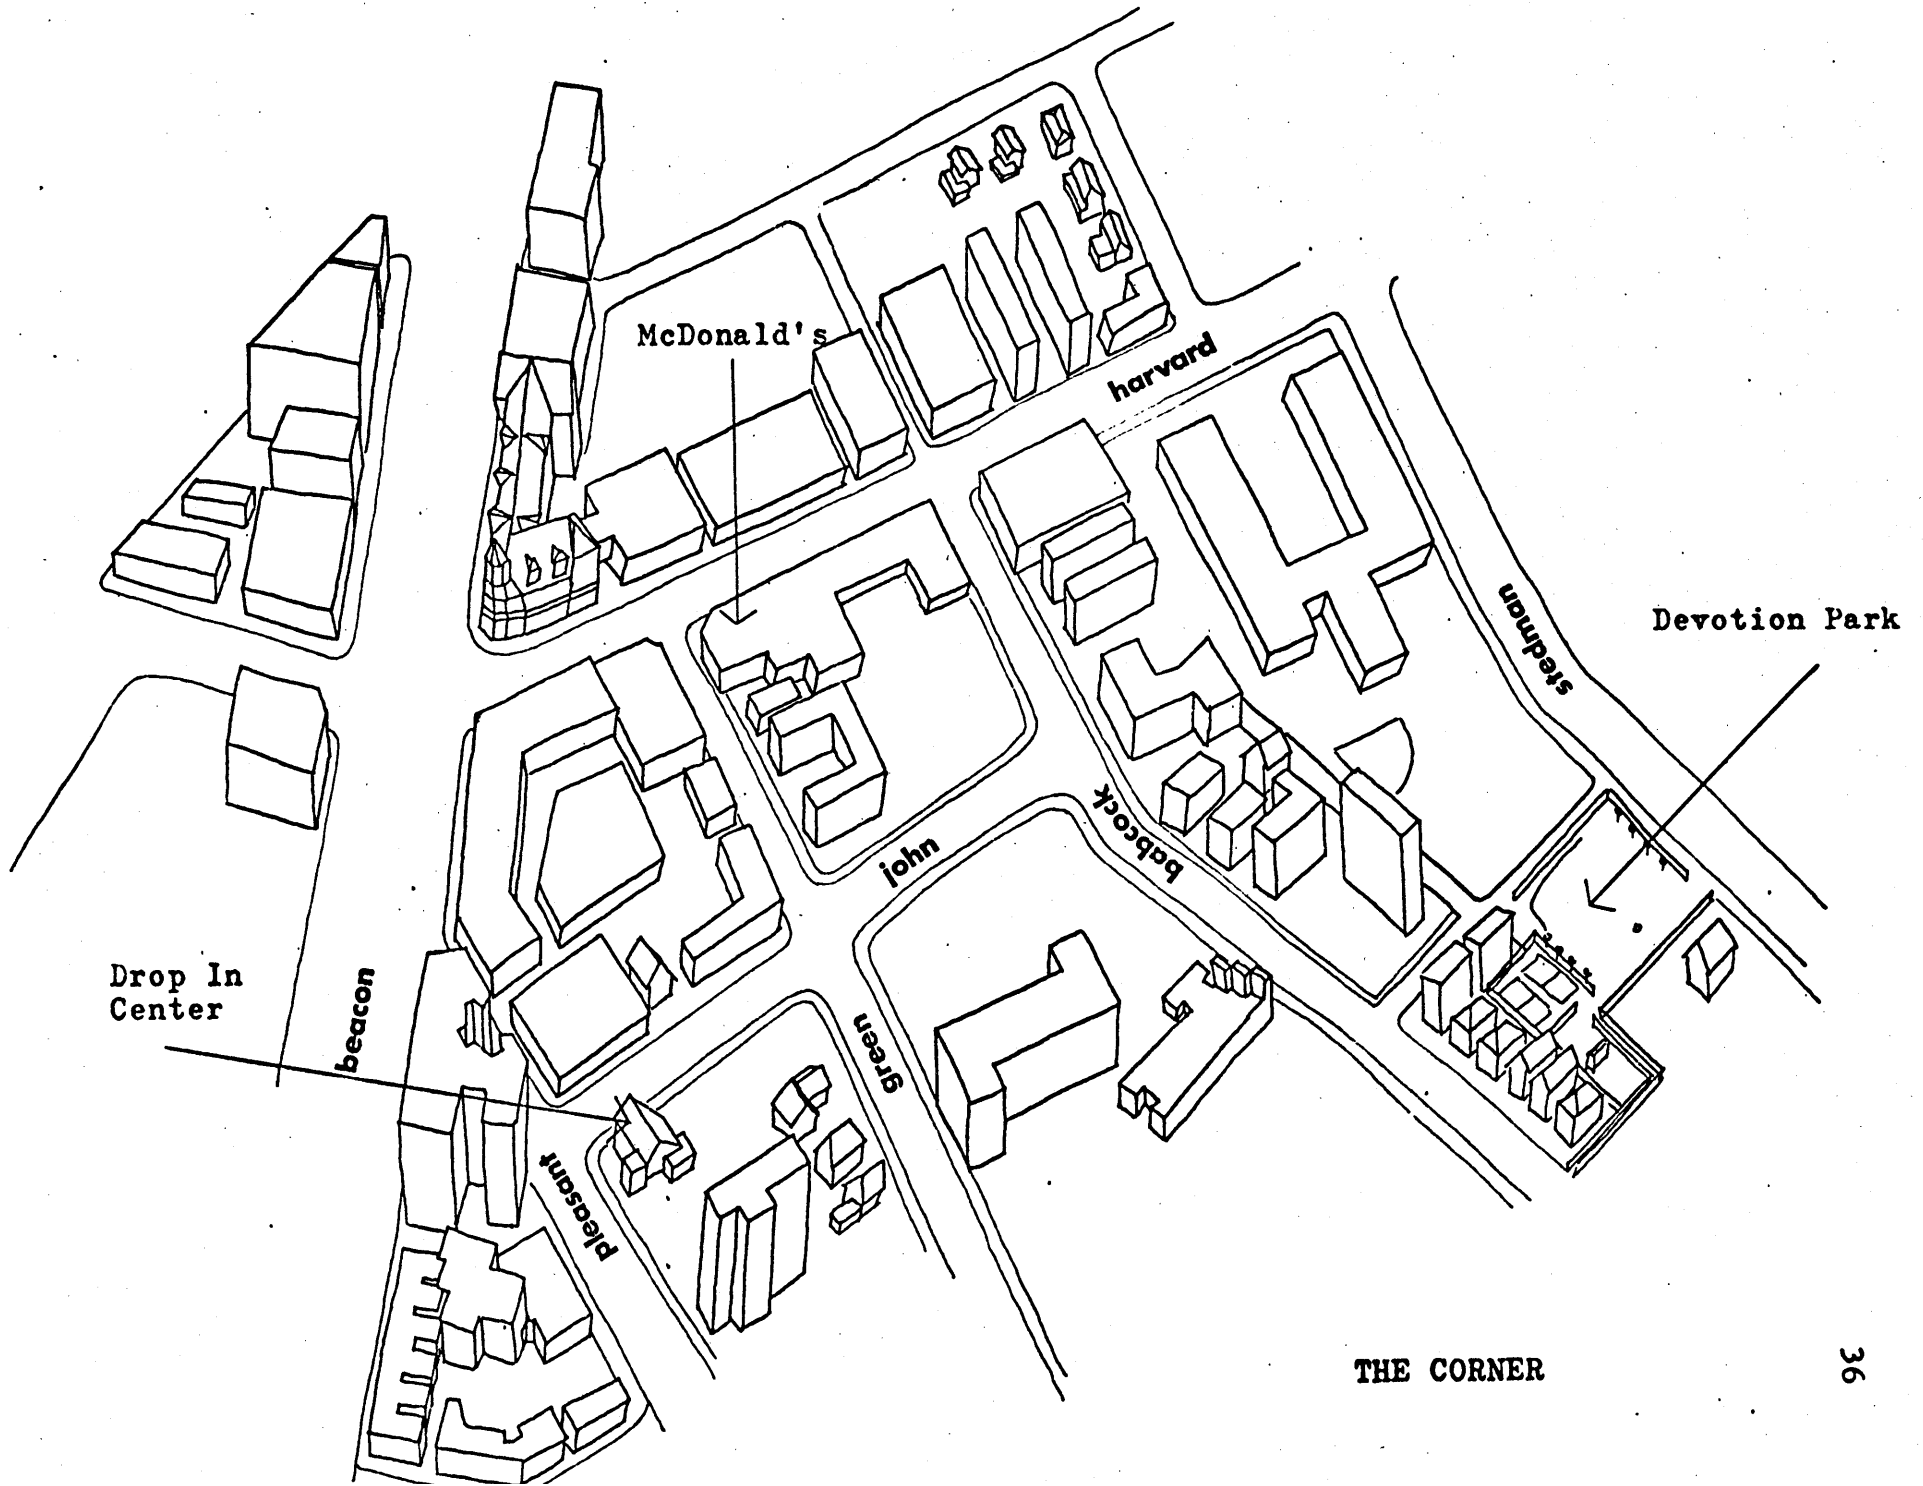 McDonald's
harvard
stedman
Devotion Park
babcock
john
Drop In
Center
beacon
green
pleasant
THE CORNER
36